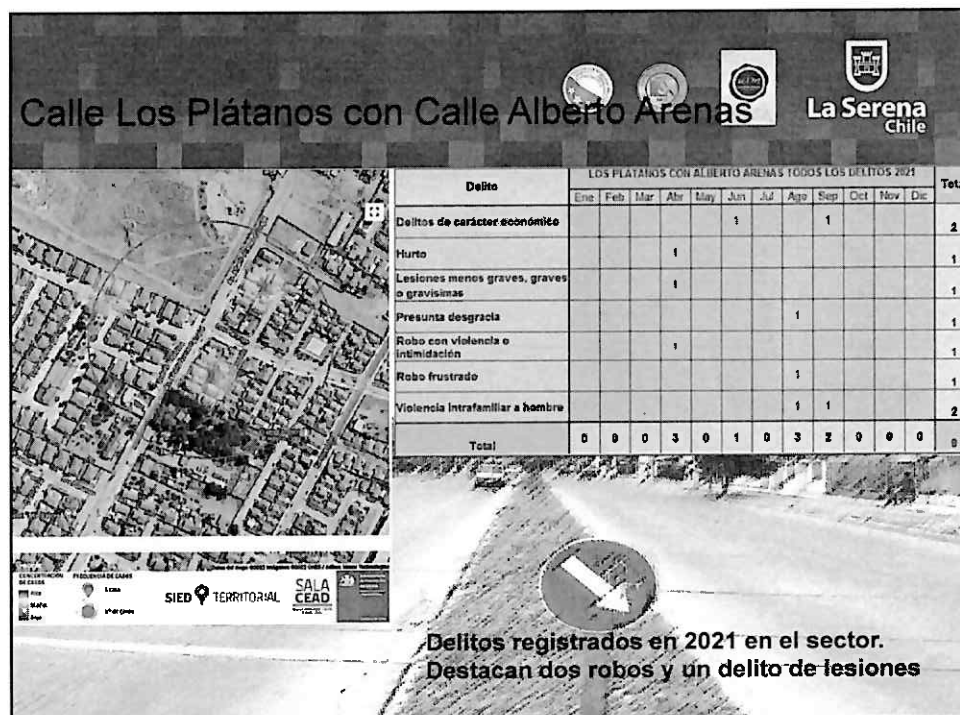 Calle Los Plátanos con Calle Alberto Arenas
La Serena
Chile
Delito
LOS PLATANOS CON ALBERTO ARENAS TODOS LOS DELITOS 2021
Ene Feb Mar Abr May Jun Jul Ago Sep Oct Nov Dic
Delitos de carácter económico 1 1 2
Hurto 1 1
Lesiones menos graves, graves
o gravísimas 1 1
Presunta desgracia 1 1
Robo con violencia o
intimidación 1 1
Robo frustrado 1 1
Violencia intrafamiliar a hombre 1 1 2
Total 0 0 0 3 0 1 0 3 2 0 0 0
SIED TERRITORIAL
SALA
CEAD
Delitos registrados en 2021 en el sector.
Destacan dos robos y un delito de lesiones